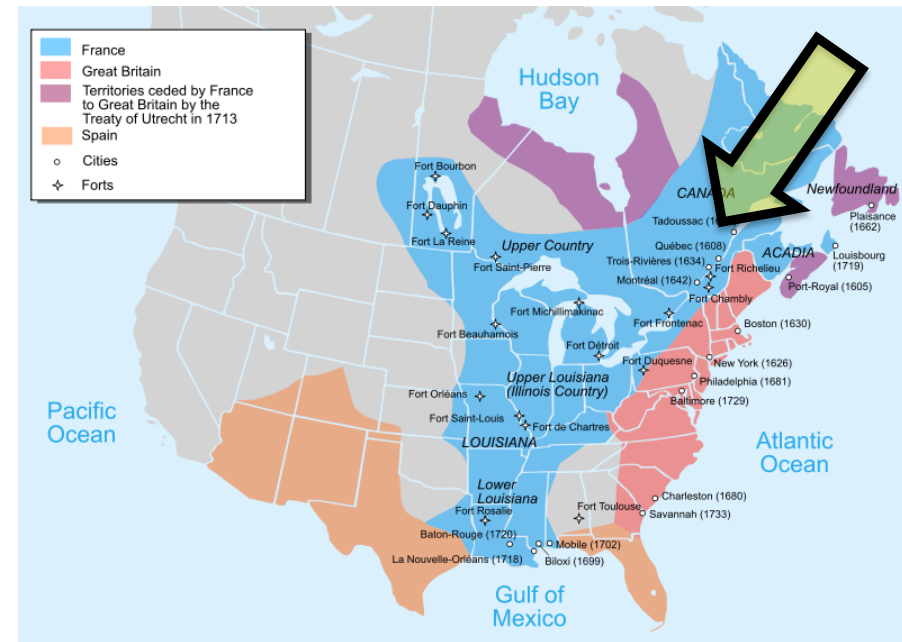 France
Great Britain
Territories ceded by France
to Great Britain by the
Treaty of Utrecht in 1713
Spain
Cities
Forts
Hudson
Bay
Fort Bourbon
Fort Dauphin
Fort La Reine
CANADA
Newfoundland
Plaisance
(1662)
Tadoussac
Upper Country
Québec (1608)
ACADIA
Louisbourg
(1719)
Fort Saint-Pierre
Trois-Rivières (1634)
Fort Richelieu
Montréal (1642)
Port-Royal (1605)
Fort Chambly
Fort Michillimakinac
Fort Frontenac
Boston (1630)
Fort Beauharnois
Fort Détroit
Fort Duquesne
New York (1626)
Upper Louisiana
(Illinois Country)
Philadelphia (1681)
Fort Orléans
Baltimore (1729)
Pacific
Ocean
Fort Saint-Louis
Fort de Chartres
LOUISIANA
Atlantic
Ocean
Lower
Louisiana
Charleston (1680)
Fort Rosalie
Fort Toulouse
Savannah (1733)
Baton-Rouge (1720)
Mobile (1702)
La Nouvelle-Orléans (1718)
Biloxi (1699)
Gulf of
Mexico